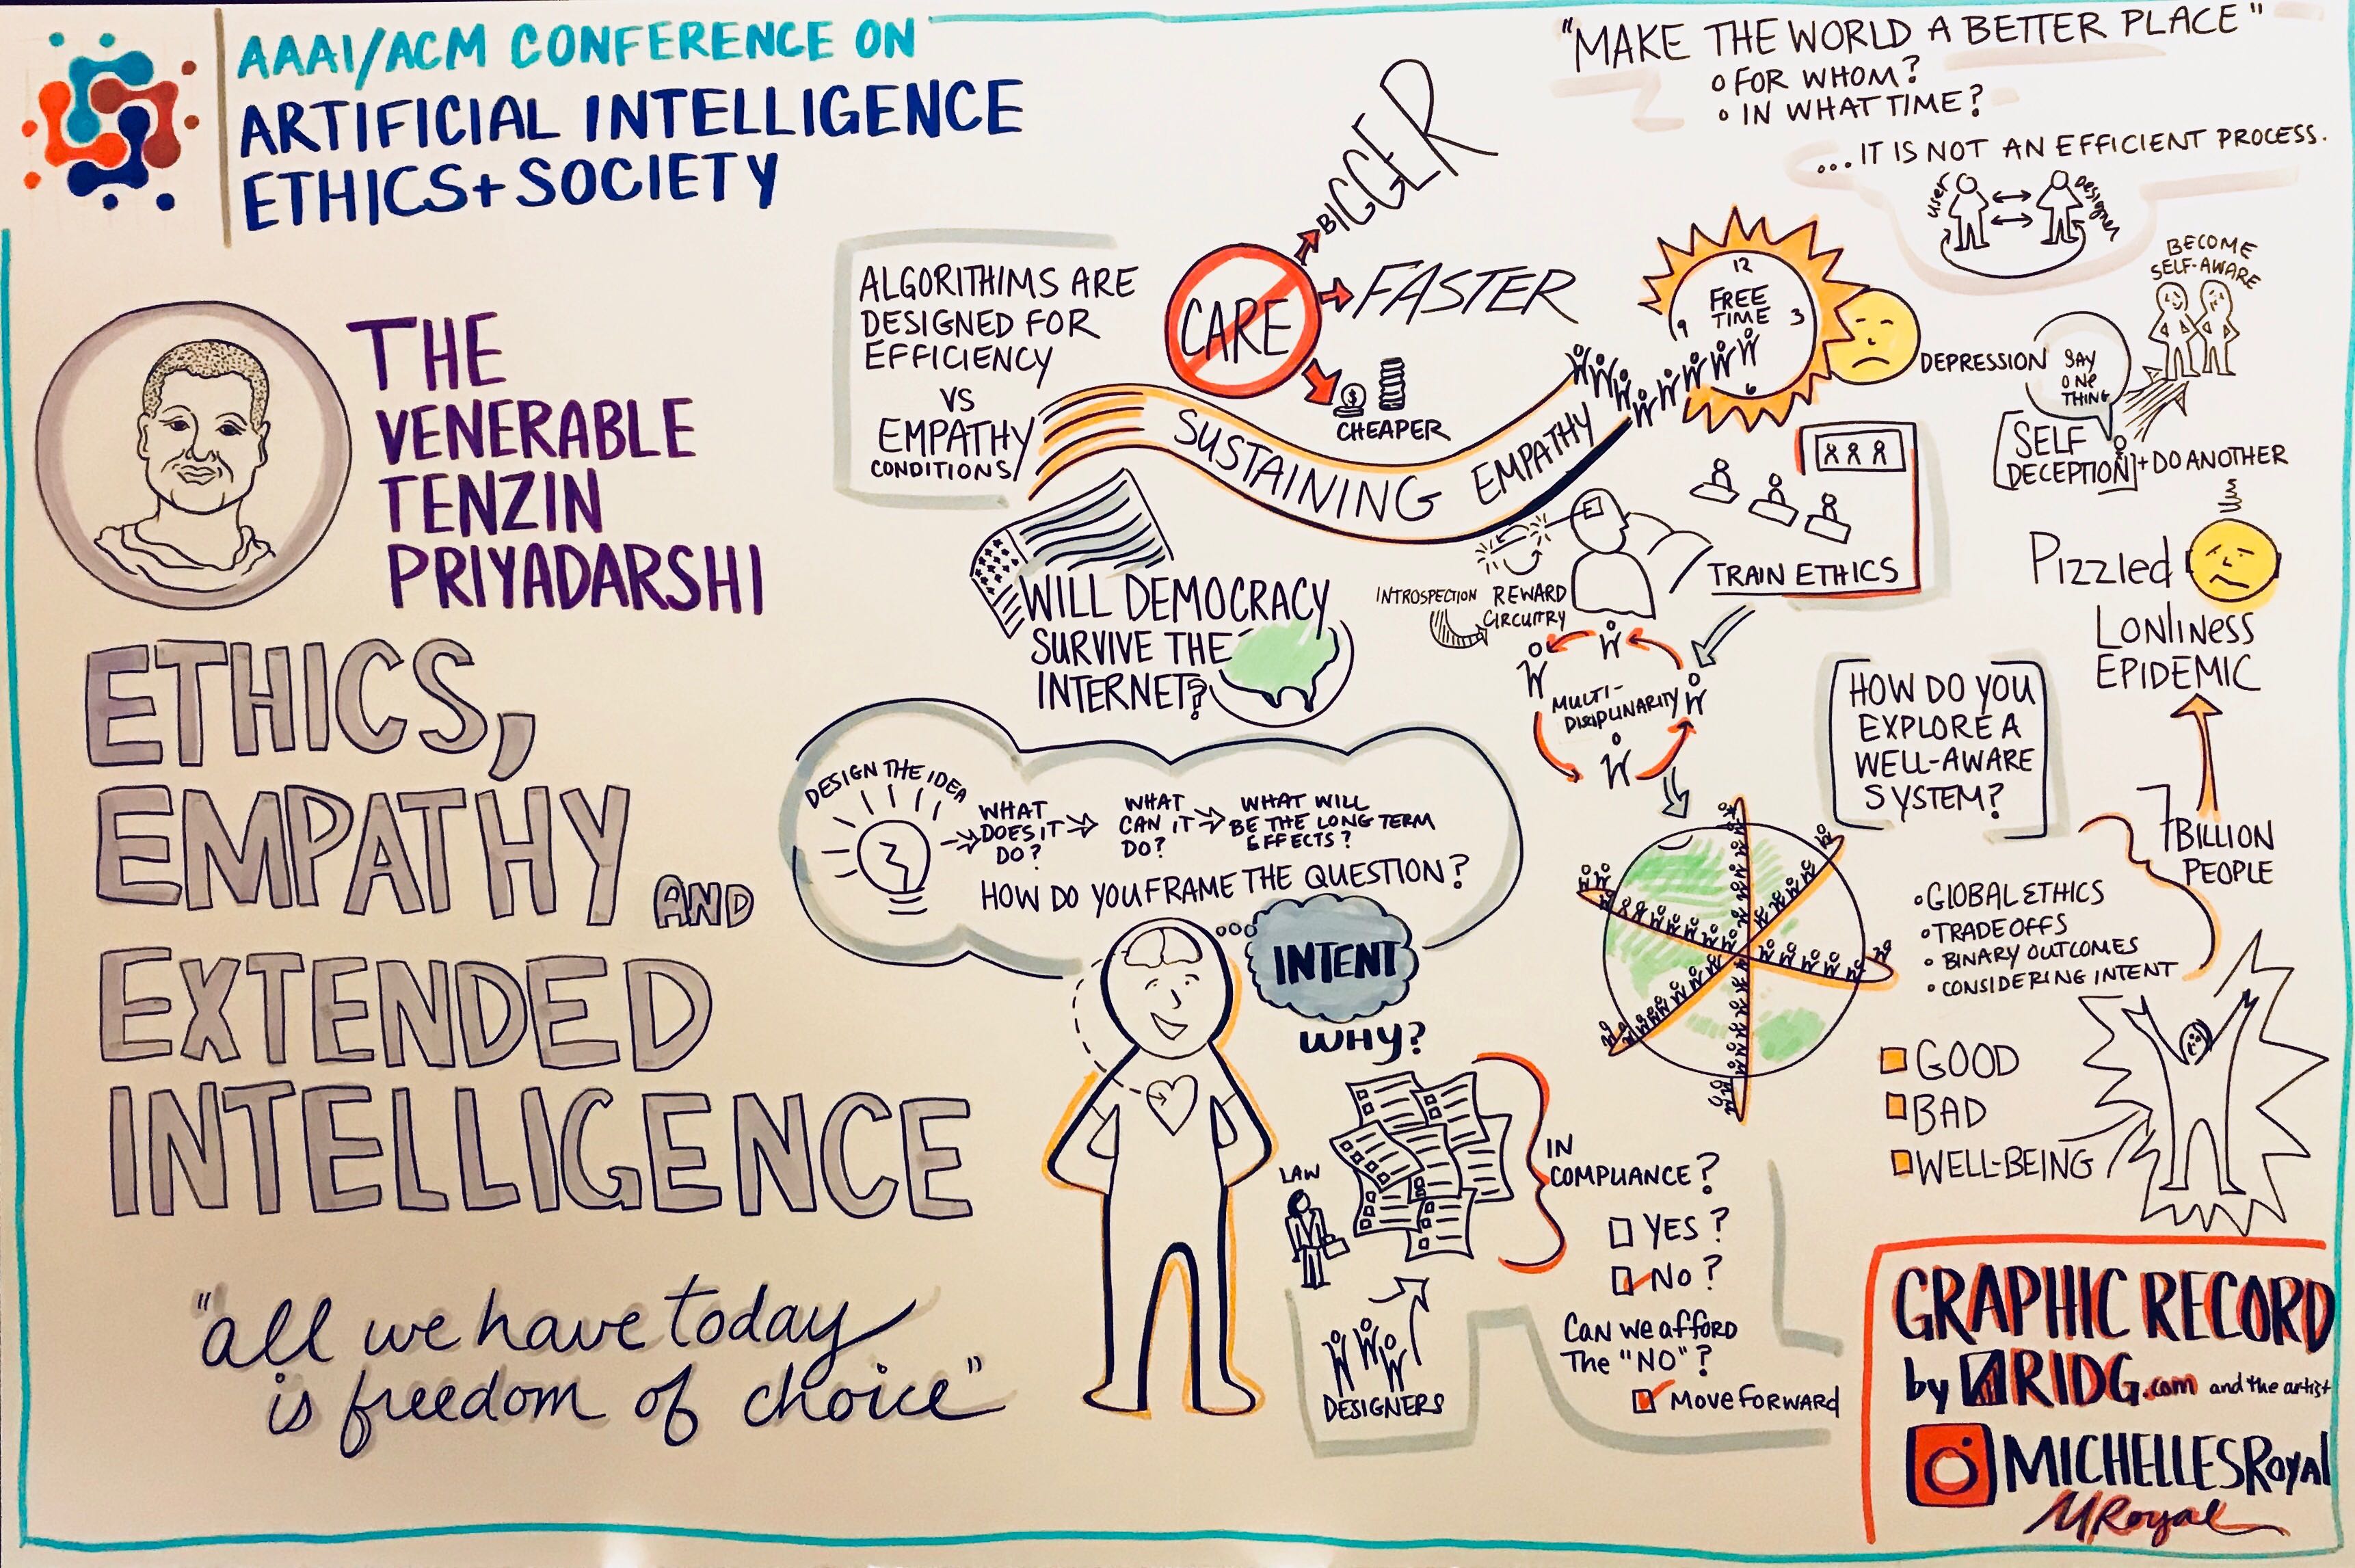 AAAI/ACM CONFERENCE ON
ARTIFICIAL INTELLIGENCE
ETHICS+SOCIETY
THE
VENERABLE
TENZIN
PRIYADARSHI
ETHICS,
EMPATHY AND
EXTENDED
INTELLIGENCE
"all we have today
is freedom of choice"
ALGORITHIMS ARE
DESIGNED FOR
EFFICIENCY
VS
EMPATHY
CONDITIONS
CARE
BIGGER
FASTER
$
CHEAPER
SUSTAINING EMPATHY
12
FREE
TIME
3
6
9
DEPRESSION
"MAKE THE WORLD A BETTER PLACE"
FOR WHOM?
IN WHAT TIME?
...IT IS NOT AN EFFICIENT PROCESS.
user
Designer
BECOME
SELF-AWARE
SAY
ONE
THING
SELF
DECEPTION
+ DO ANOTHER
Pizzled
LONLINESS
EPIDEMIC
7 BILLION
PEOPLE
WILL DEMOCRACY
SURVIVE THE
INTERNET?
INTROSPECTION
REWARD
CIRCUITRY
TRAIN ETHICS
MULTI-
DISCIPLINARITY
HOW DO YOU
EXPLORE A
WELL-AWARE
SYSTEM?
GLOBAL ETHICS
TRADEOFFS
BINARY OUTCOMES
CONSIDERING INTENT
GOOD
BAD
WELL-BEING
DESIGN THE IDEA
WHAT
DOES IT
DO?
WHAT
CAN IT
DO?
WHAT WILL
BE THE LONG TERM
EFFECTS?
HOW DO YOU FRAME THE QUESTION?
INTENT
WHY?
LAW
DESIGNERS
IN
COMPLIANCE?
YES?
NO?
CAN WE AFFORD
THE "NO"?
MOVE FORWARD
GRAPHIC RECORD
by RIDG.com and the artist
MICHELLESROYAL
MRoyal